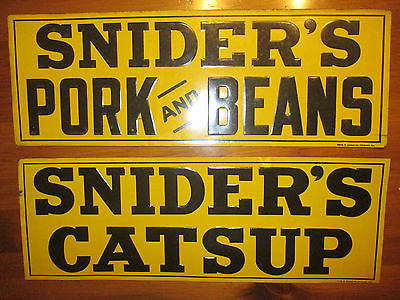 SNIDER'S
PORK AND BEANS
SNIDER'S
CATSUP